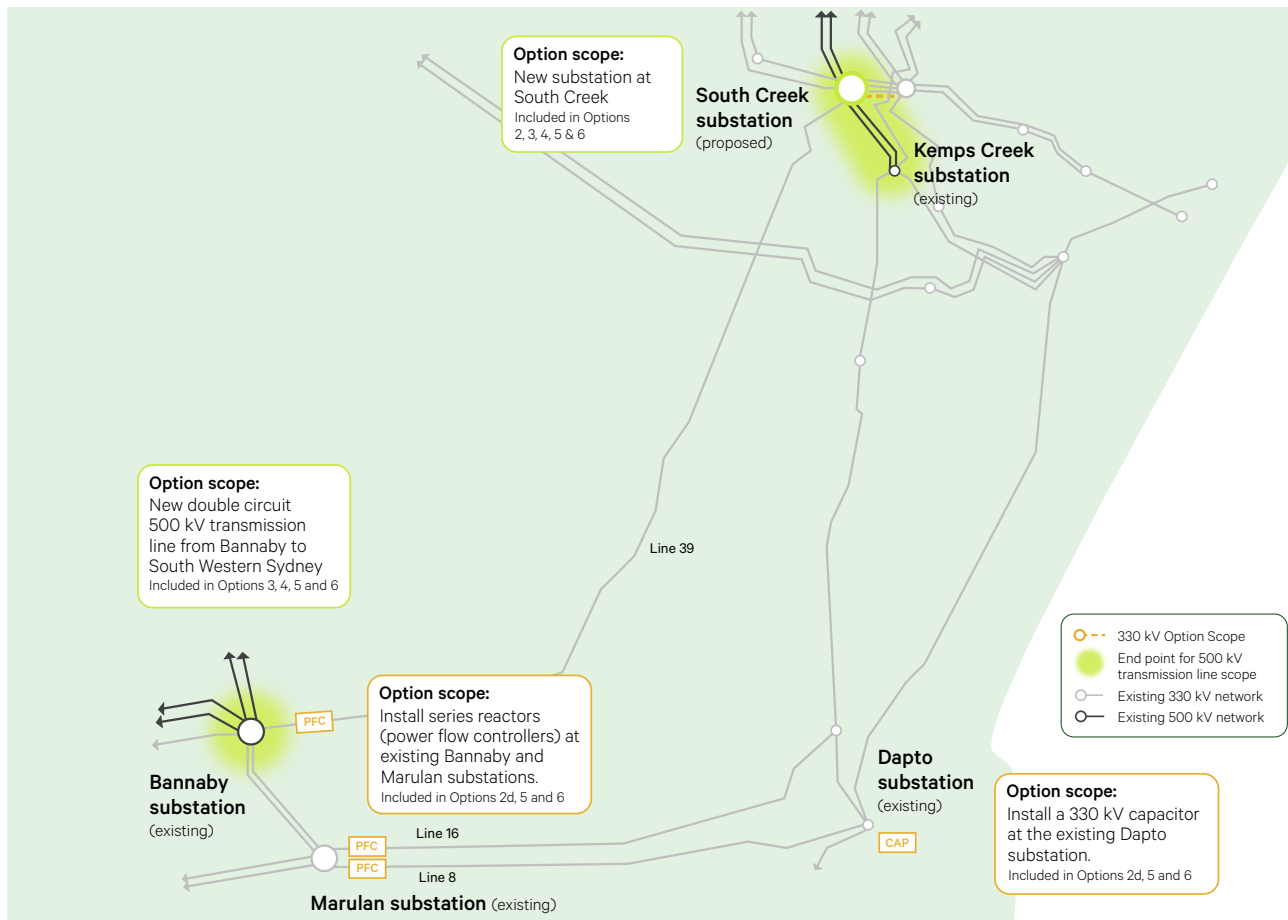 Option scope:
New substation at
South Creek
Included in Options
2, 3, 4, 5 & 6
South Creek
substation
(proposed)
Kemps Creek
substation
(existing)
Line 39
Option scope:
New double circuit
500 kV transmission
line from Bannaby to
South Western Sydney
Included in Options 3, 4, 5 and 6
330 kV Option Scope
End point for 500 kV
transmission line scope
Existing 330 kV network
Existing 500 kV network
PFC
Option scope:
Install series reactors
(power flow controllers) at
existing Bannaby and
Marulan substations.
Included in Options 2d, 5 and 6
Bannaby
substation
(existing)
Dapto
substation
(existing)
Option scope:
Install a 330 kV capacitor
at the existing Dapto
substation.
Included in Options 2d, 5 and 6
Line 16
PFC
CAP
PFC
Line 8
Marulan substation (existing)